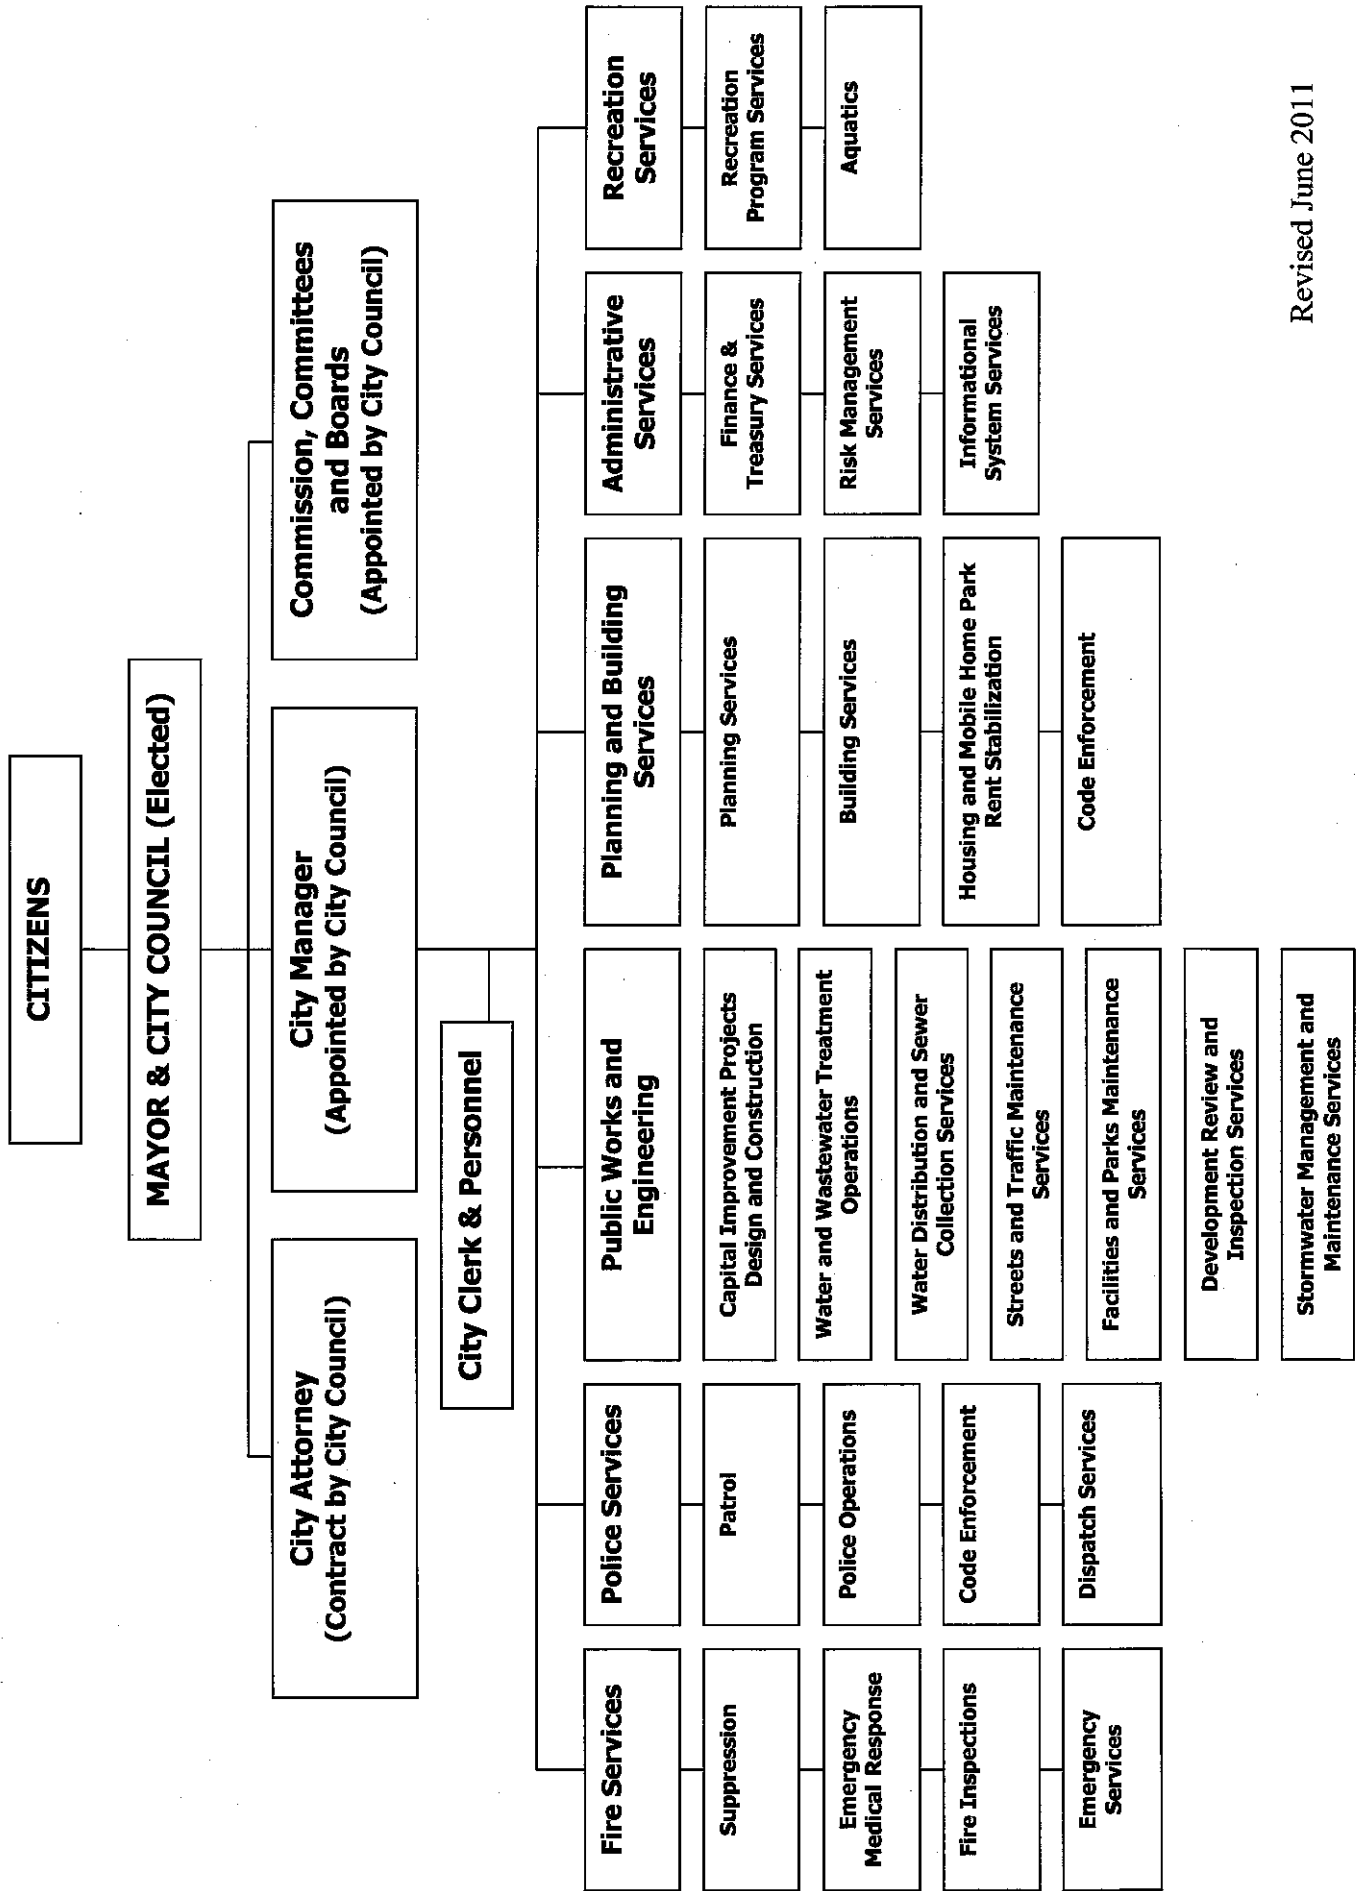 CITIZENS
MAYOR & CITY COUNCIL (Elected)
City Attorney
(Contract by City Council)
City Manager
(Appointed by City Council)
Commission, Committees
and Boards
(Appointed by City Council)
City Clerk & Personnel
Fire Services
Suppression
Emergency
Medical Response
Fire Inspections
Emergency
Services
Police Services
Patrol
Police Operations
Code Enforcement
Dispatch Services
Public Works and
Engineering
Capital Improvement Projects
Design and Construction
Water and Wastewater Treatment
Operations
Water Distribution and Sewer
Collection Services
Streets and Traffic Maintenance
Services
Facilities and Parks Maintenance
Services
Development Review and
Inspection Services
Stormwater Management and
Maintenance Services
Planning and Building
Services
Planning Services
Building Services
Housing and Mobile Home Park
Rent Stabilization
Code Enforcement
Administrative
Services
Finance &
Treasury Services
Risk Management
Services
Informational
System Services
Recreation
Services
Recreation
Program Services
Aquatics
Revised June 2011